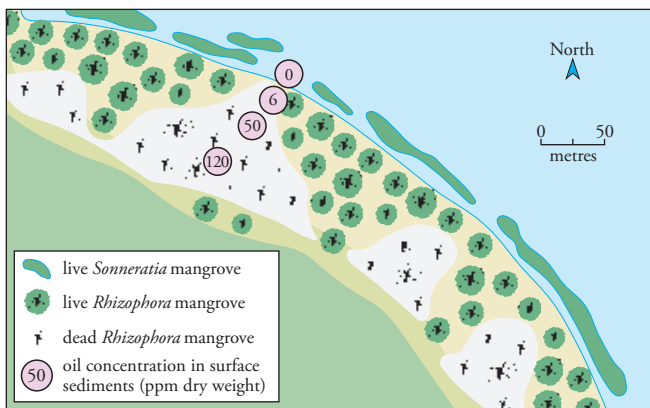 0
6
50
120
North
0 50
metres
live Sonneratia mangrove
live Rhizophora mangrove
dead Rhizophora mangrove
50 oil concentration in surface
sediments (ppm dry weight)